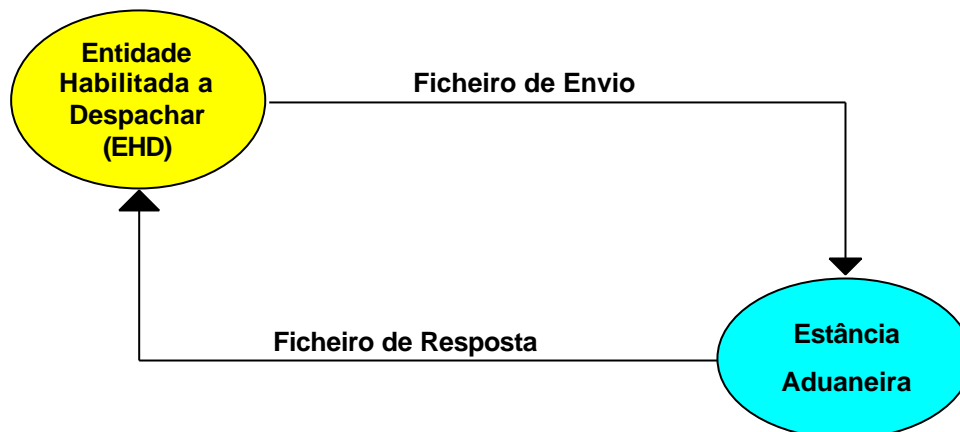 Entidade
Habilitada a
Despachar
(EHD)
Ficheiro de Envio
Ficheiro de Resposta
Estância
Aduaneira